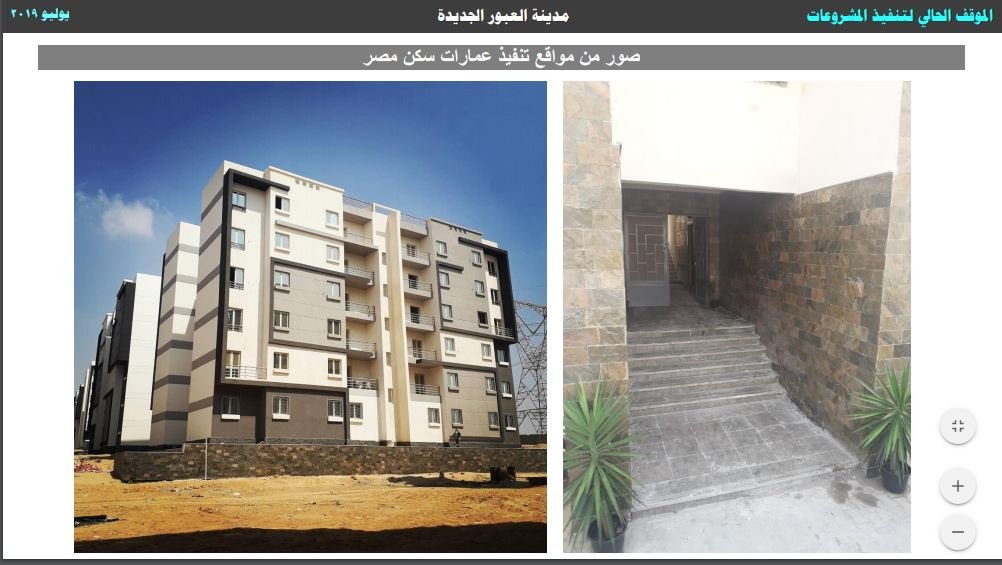 الموقف الحالي لتنفيذ المشروعات
مدينة العبور الجديدة
يوليو ٢٠١٩
صور من مواقع تنفيذ عمارات سكن مصر